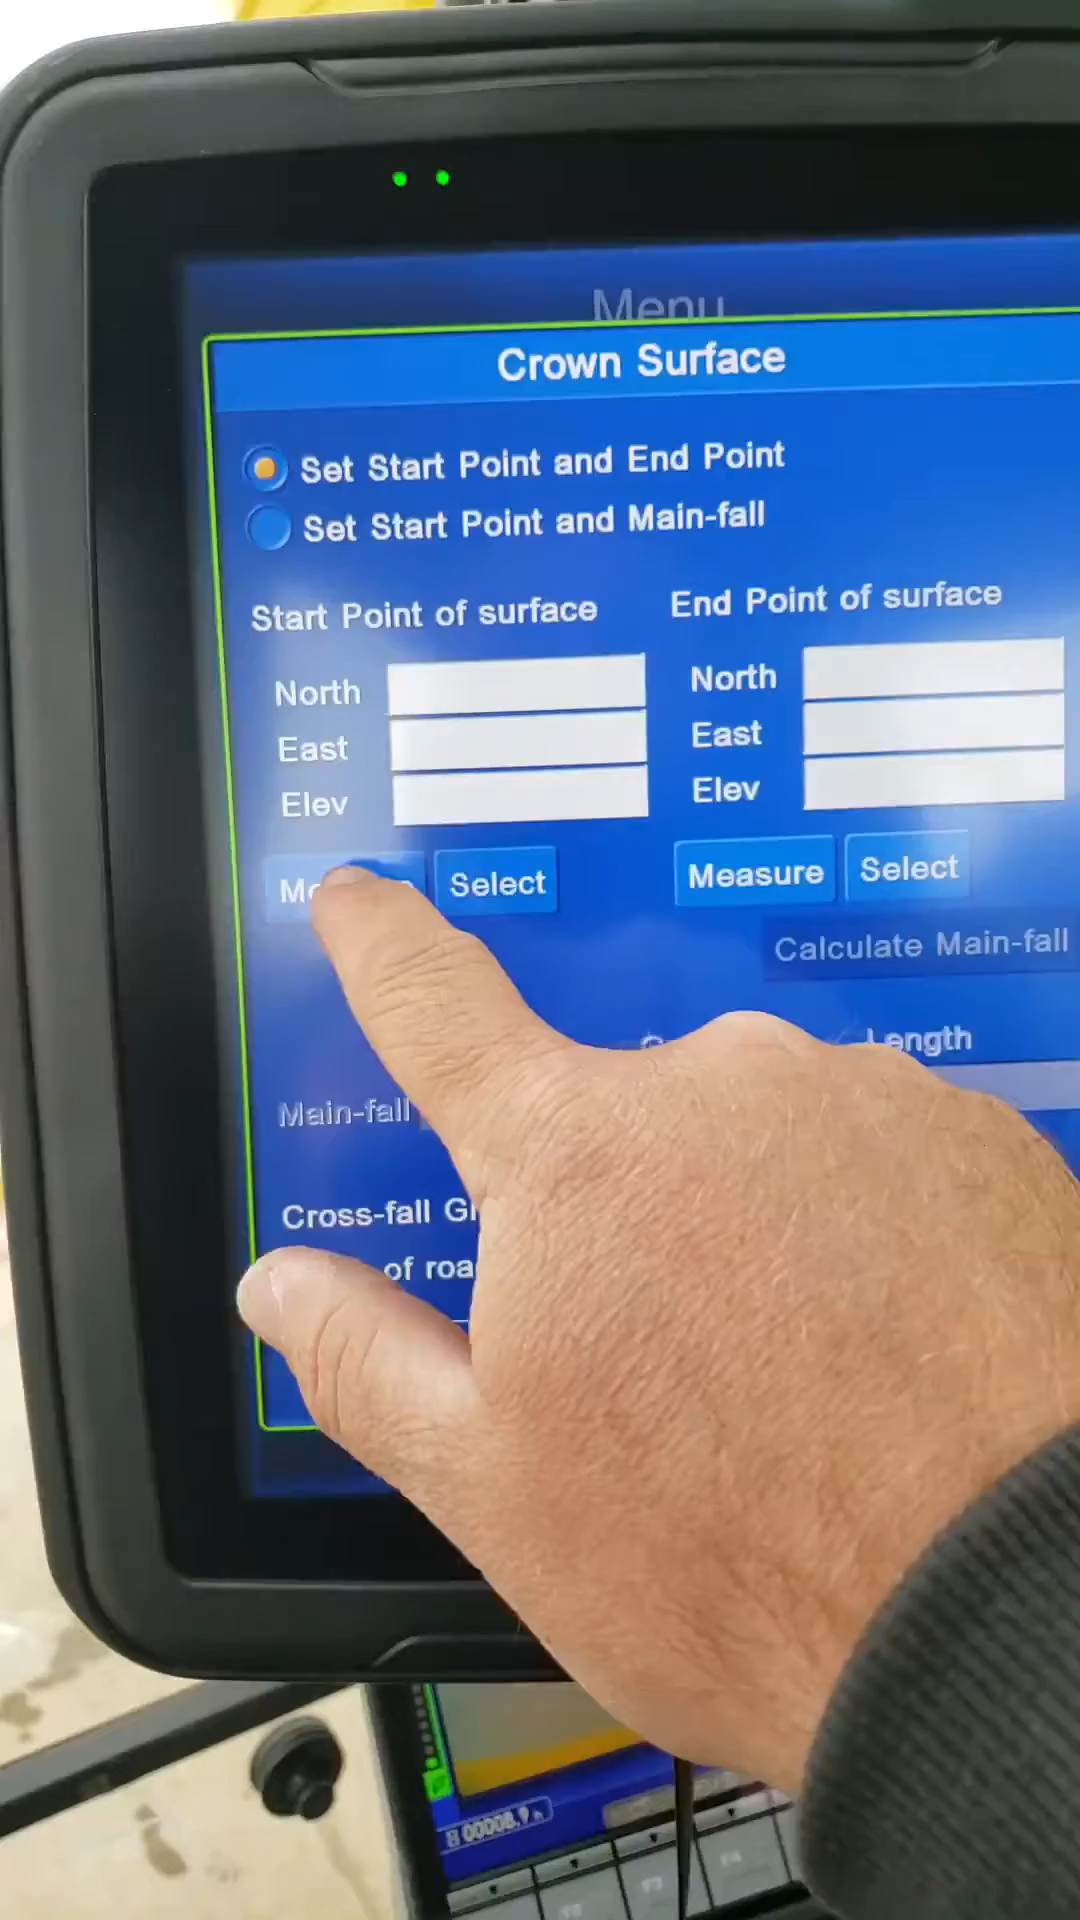 Menu
Crown Surface
Set Start Point and End Point
Set Start Point and Main-fall
Start Point of surface
End Point of surface
North
North
East
East
Elev
Elev
Select
Measure
Select
Calculate Main-fall
Length
Main-fall
Cross-fall
of